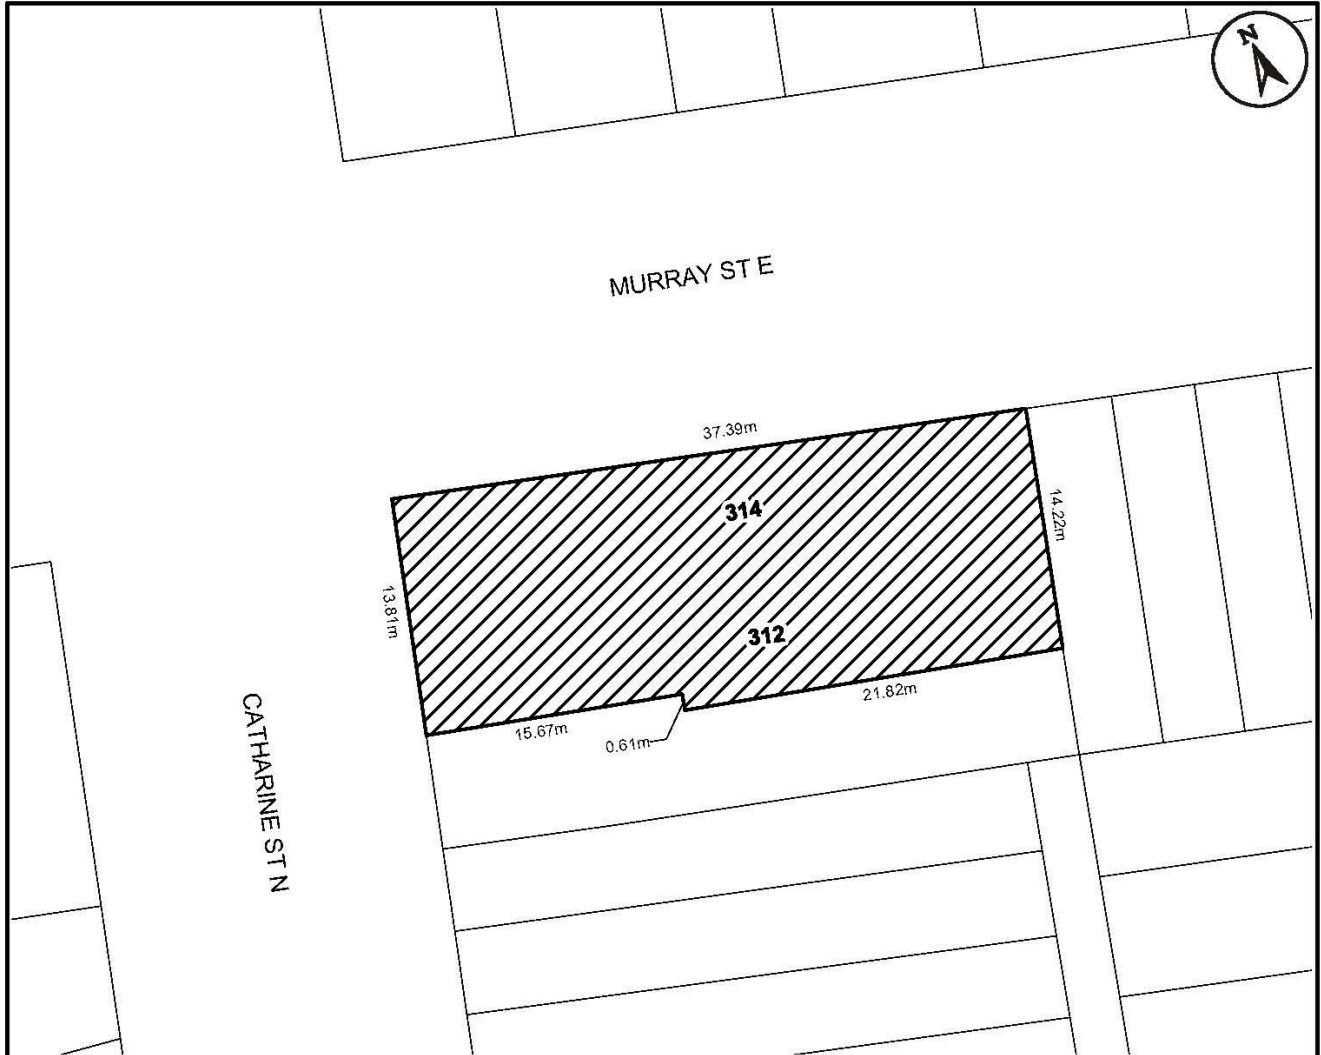 N
MURRAY ST E
37.39m
314
14.22m
13.81m
312
21.82m
15.67m
0.61m
CATHARINE ST N